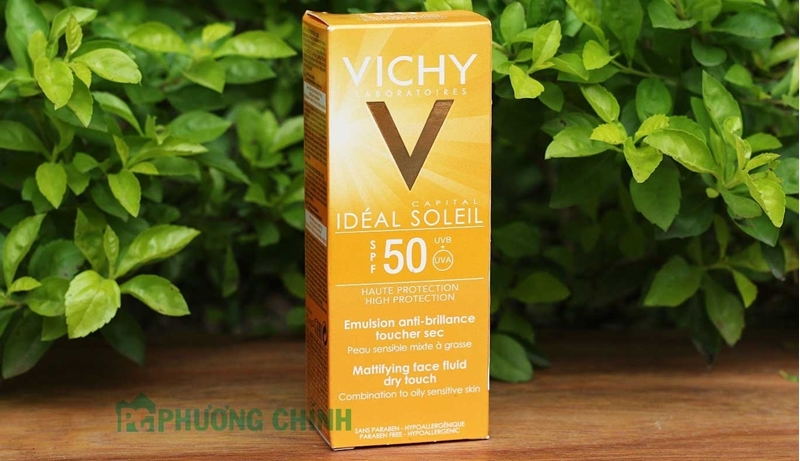 VICHY
LABORATOIRES
CAPITAL
IDÉAL SOLEIL
SPF 50 UVB + UVA
HAUTE PROTECTION
HIGH PROTECTION
Emulsion anti-brillance
toucher sec
Peau sensible mixte à grasse
Mattifying face fluid
dry touch
Combination to oily sensitive skin
SANS PARABEN - HYPOALLERGÉNIQUE
PARABEN FREE - HYPOALLERGENIC
PC PHƯƠNG CHÍNH